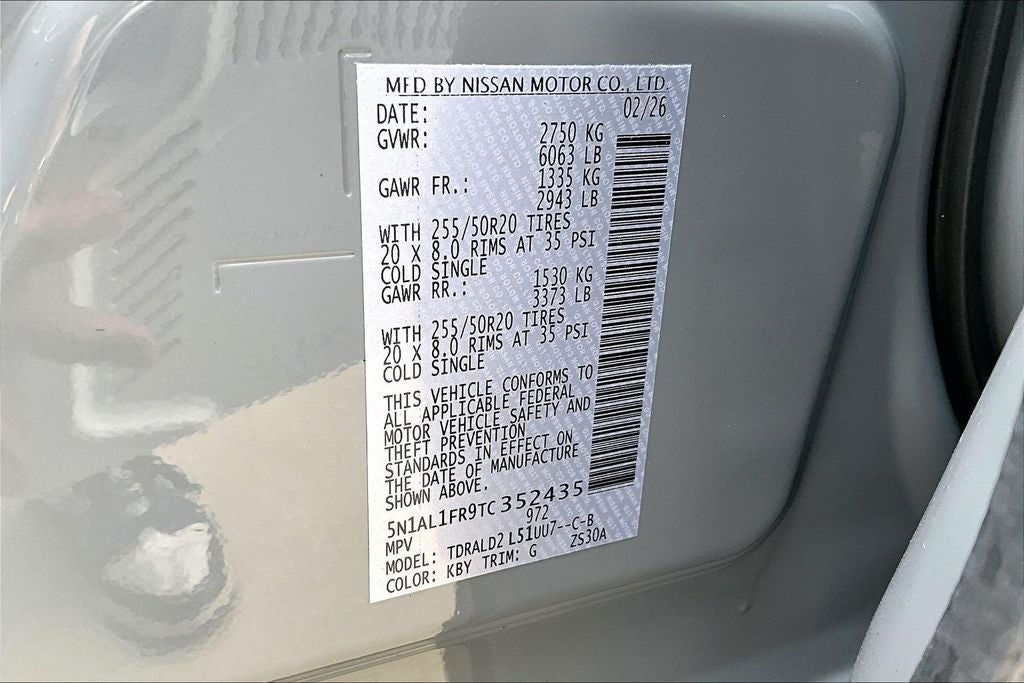 MFD BY NISSAN MOTOR CO., LTD.
DATE: 02/26
GVWR: 2750 KG
6063 LB
GAWR FR.: 1335 KG
2943 LB
WITH 255/50R20 TIRES
20 X 8.0 RIMS AT 35 PSI
COLD SINGLE
GAWR RR.: 1530 KG
3373 LB
WITH 255/50R20 TIRES
20 X 8.0 RIMS AT 35 PSI
COLD SINGLE
THIS VEHICLE CONFORMS TO
ALL APPLICABLE FEDERAL
MOTOR VEHICLE SAFETY AND
THEFT PREVENTION
STANDARDS IN EFFECT ON
THE DATE OF MANUFACTURE
SHOWN ABOVE.
5N1AL1FR9TC352435
MPV 972
MODEL: TDRALD2 L51UU7--C-B
COLOR: KBY TRIM: G ZS30A